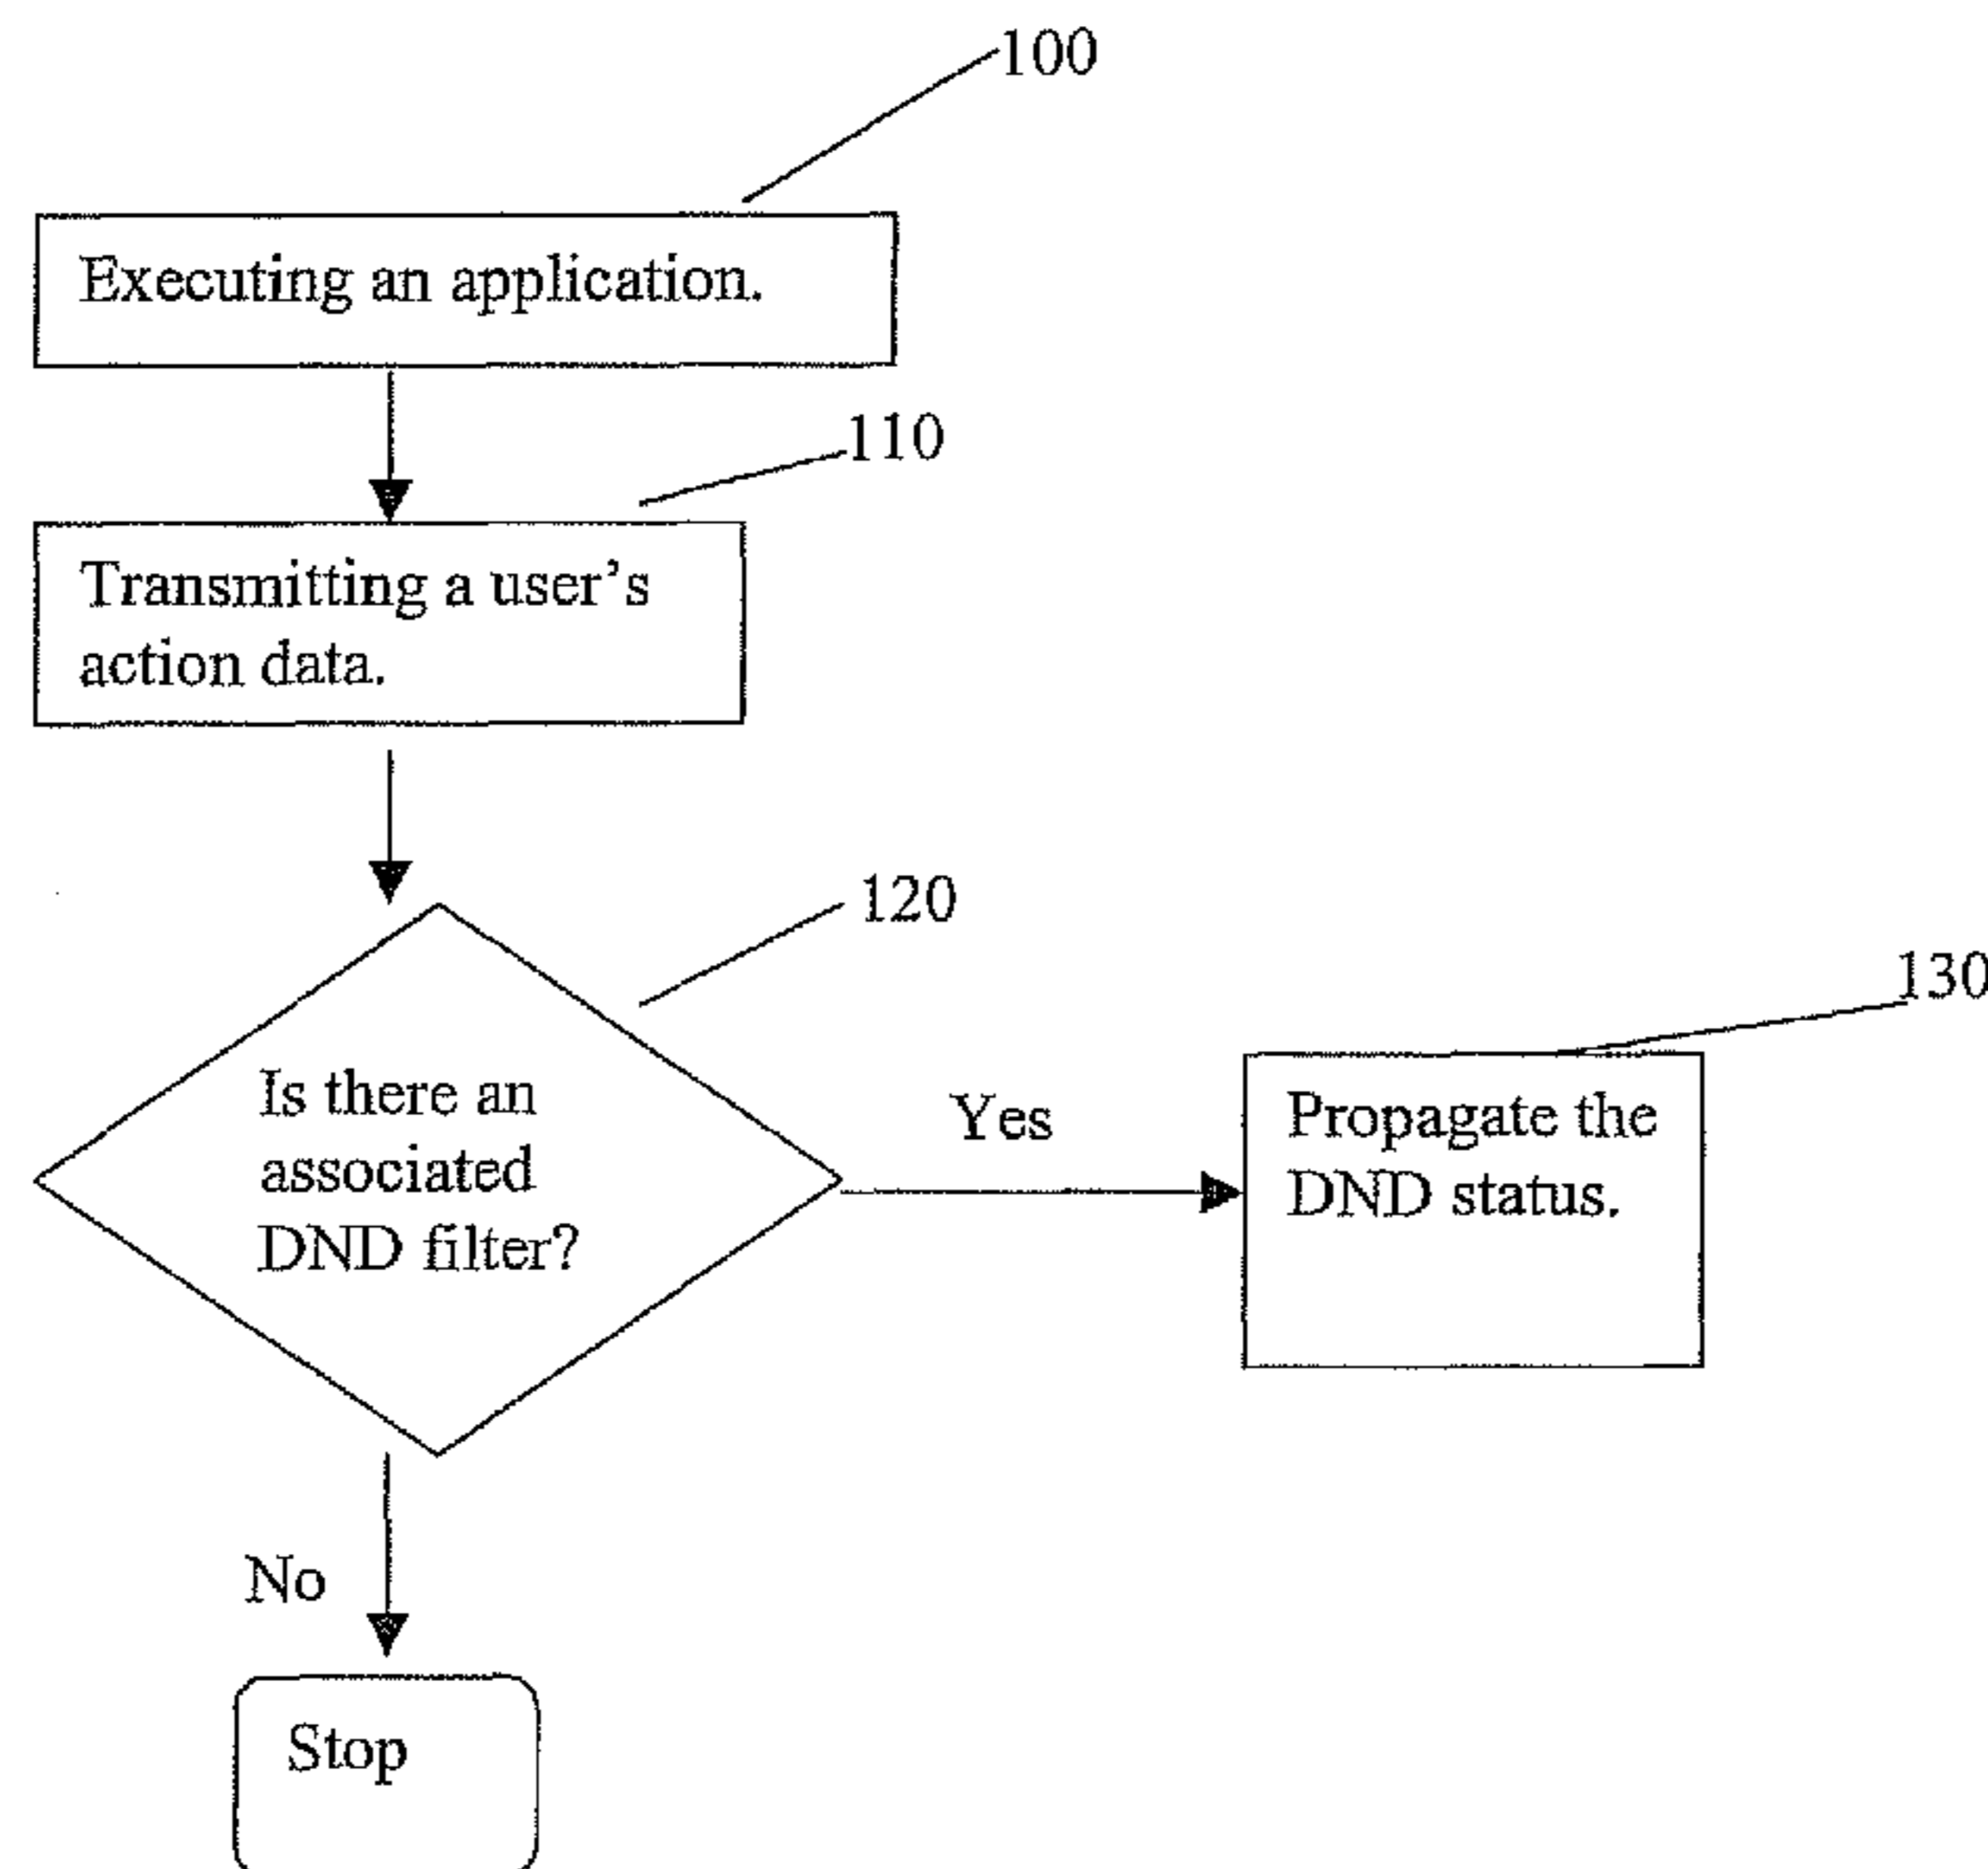 100
Executing an application.
110
Transmitting a user's
action data.
120
130
Is there an
associated
DND filter?
Yes
Propagate the
DND status.
No
Stop